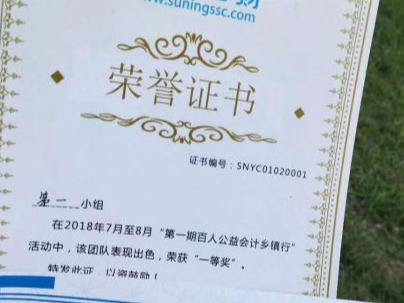 www.suningssc.com
荣誉证书
证书编号：SNYC01020001
第一 小组
在2018年7月至8月“第一期百人公益会计乡镇行”
活动中，该团队表现出色，荣获“一等奖”。
特发此证，以资鼓励！